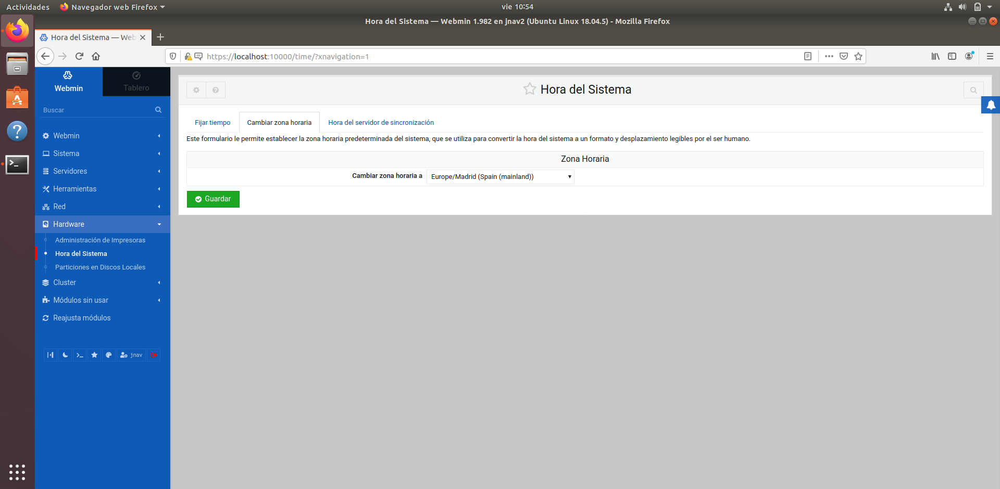 Actividades
Navegador web Firefox
vie 10:54
Hora del Sistema — Webmin 1.982 en jnav2 (Ubuntu Linux 18.04.5) - Mozilla Firefox
Hora del Sistema — Web
https://localhost:10000/time/?xnavigation=1
Webmin
Tablero
Buscar
Webmin
Sistema
Servidores
Herramientas
Red
Hardware
Administración de Impresoras
Hora del Sistema
Particiones en Discos Locales
Cluster
Módulos sin usar
Reajusta módulos
jnav
Hora del Sistema
Fijar tiempo
Cambiar zona horaria
Hora del servidor de sincronización
Este formulario le permite establecer la zona horaria predeterminada del sistema, que se utiliza para convertir la hora del sistema a un formato y desplazamiento legibles por el ser humano.
Zona Horaria
Cambiar zona horaria a
Europe/Madrid (Spain (mainland))
Guardar